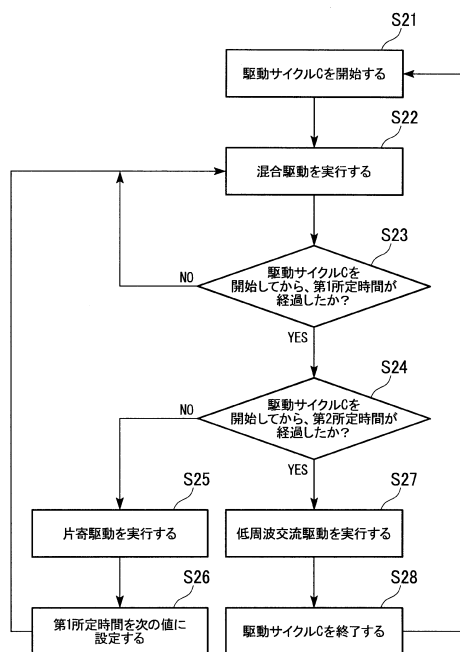 S21
駆動サイクルCを開始する
S22
混合駆動を実行する
S23
駆動サイクルCを
開始してから、第1所定時間が
経過したか?
NO
YES
S24
駆動サイクルCを
開始してから、第2所定時間が
経過したか?
NO
YES
S25
片寄駆動を実行する
S27
低周波交流駆動を実行する
S26
第1所定時間を次の値に
設定する
S28
駆動サイクルCを終了する